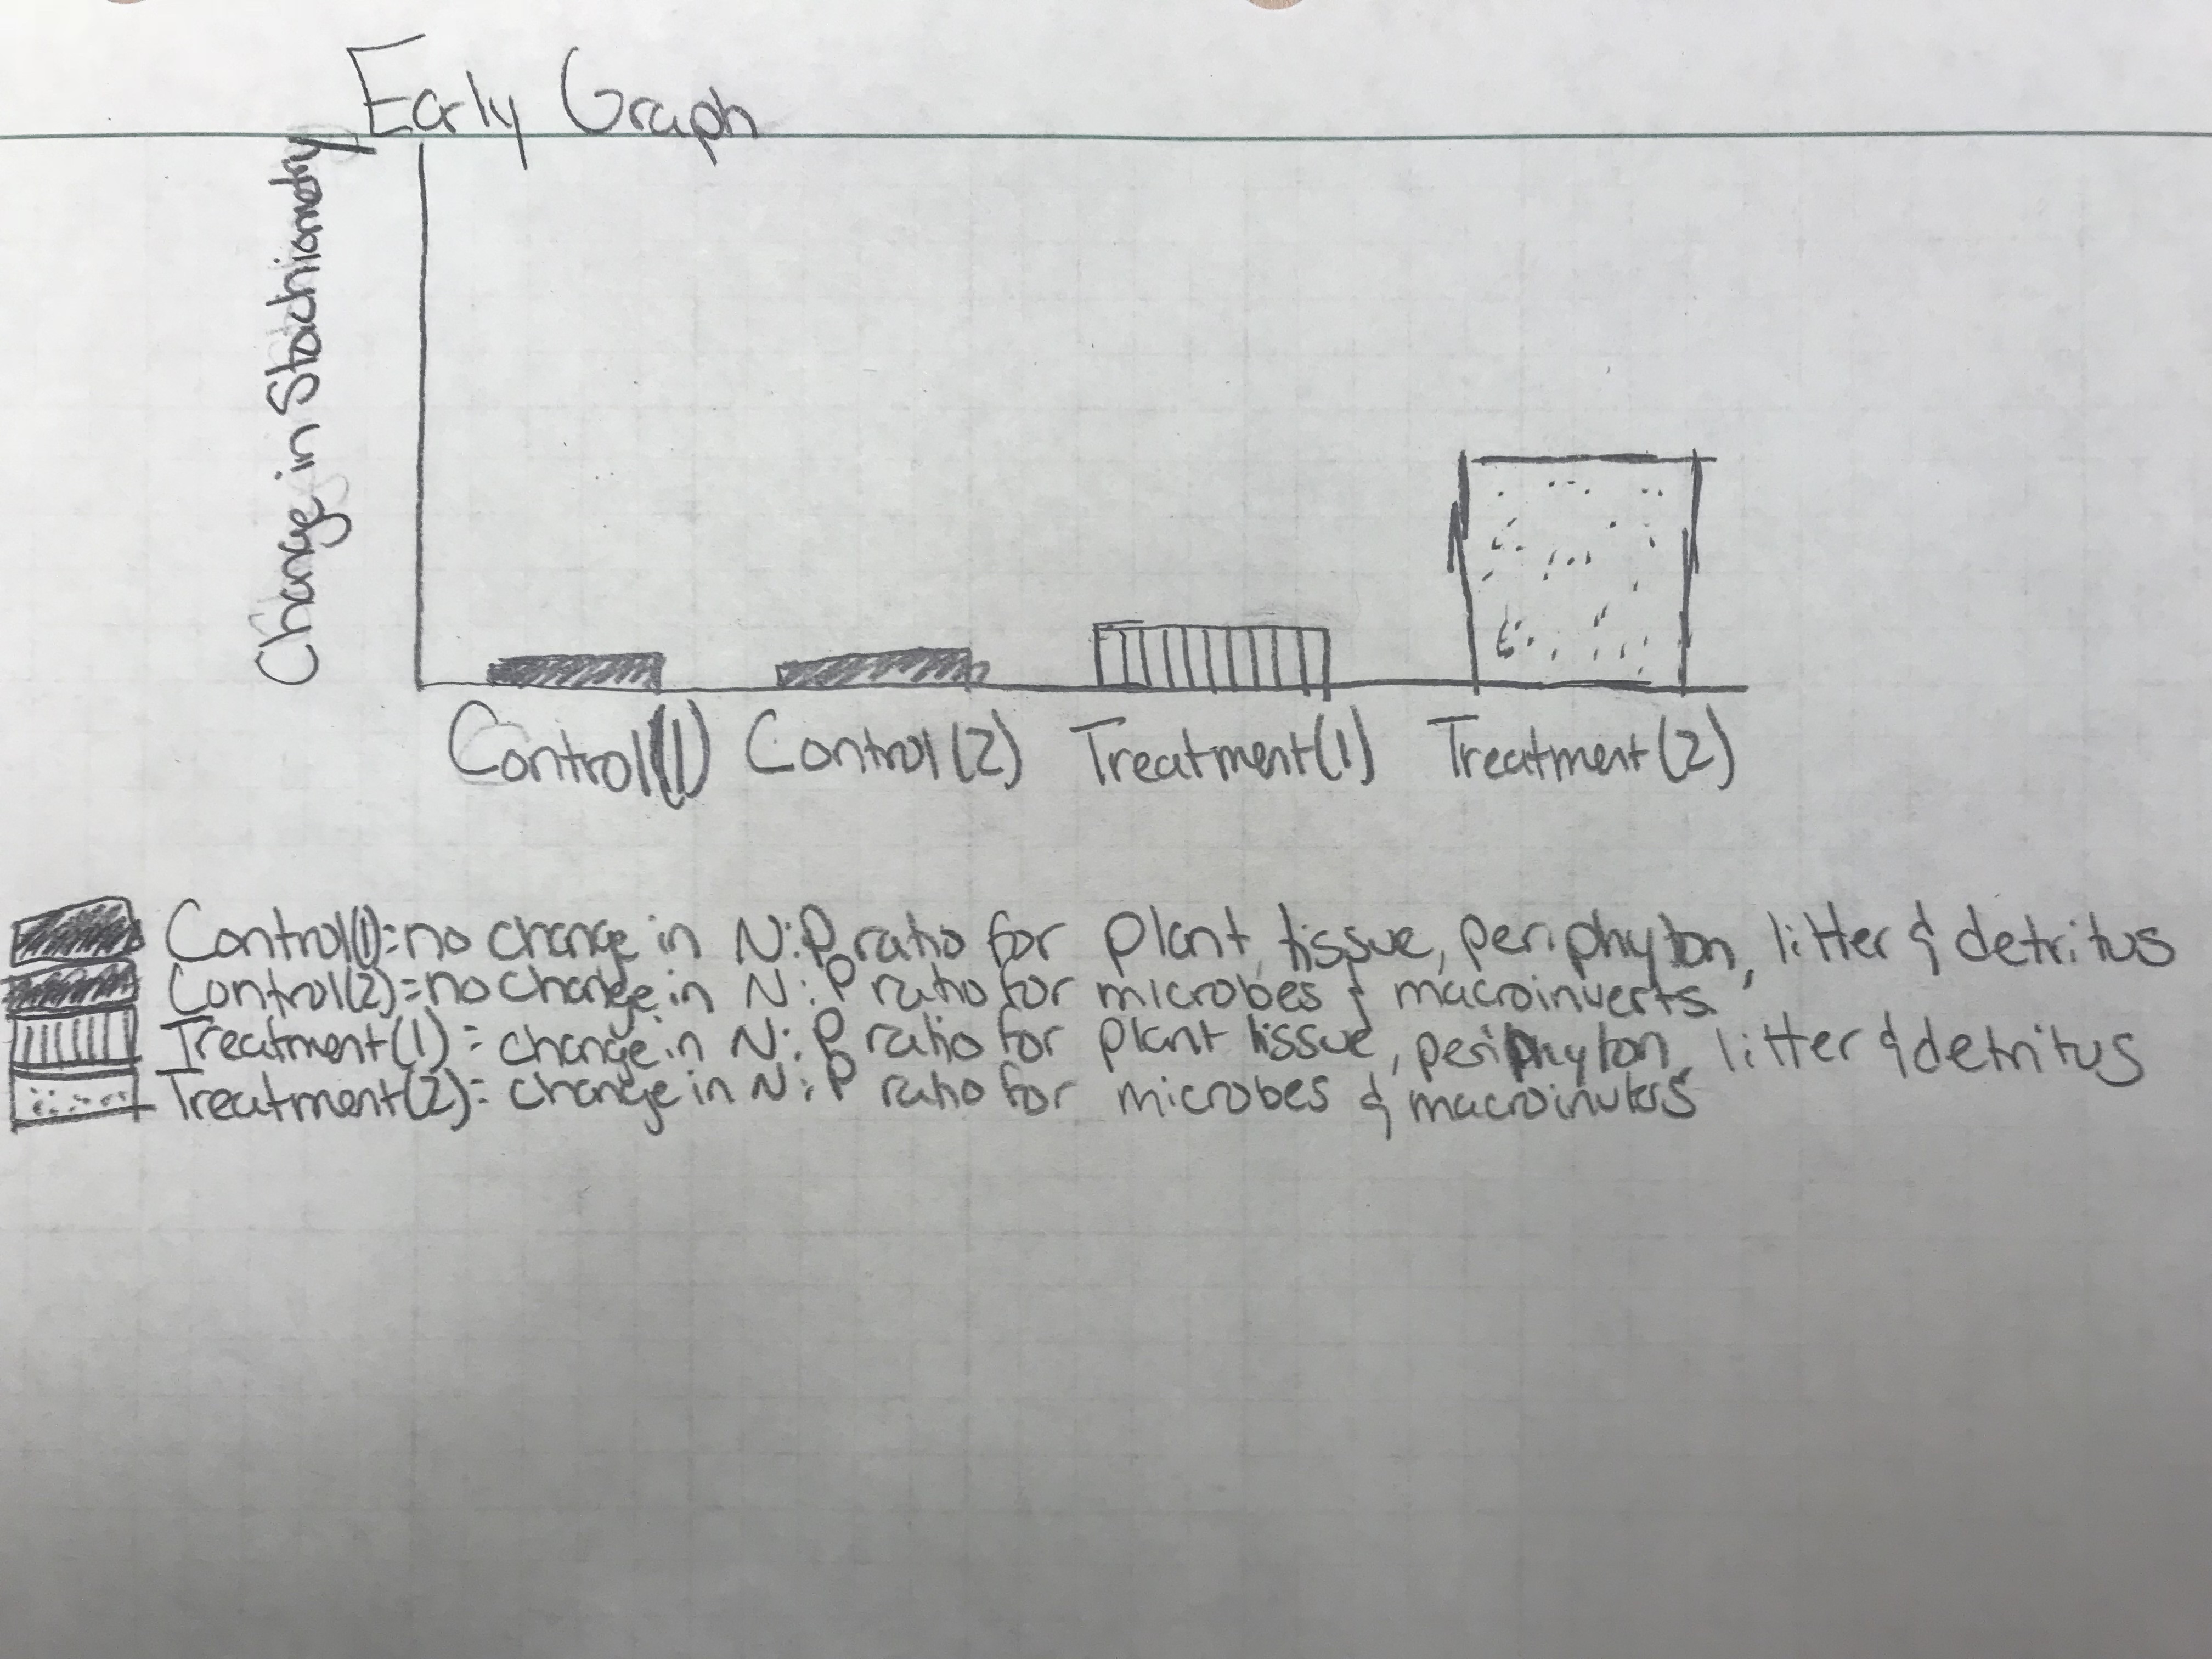 Early Graph
Change in Stoichiometry
Control(1) Control(2) Treatment(1) Treatment(2)
Control(1)=no change in N:P ratio for plant tissue, periphyton, litter & detritus
Control(2)=no change in N:P ratio for microbes & macroinverts
Treatment(1)= change in N:P ratio for plant tissue, periphyton, litter & detritus
Treatment(2)= change in N:P ratio for microbes & macroinverts